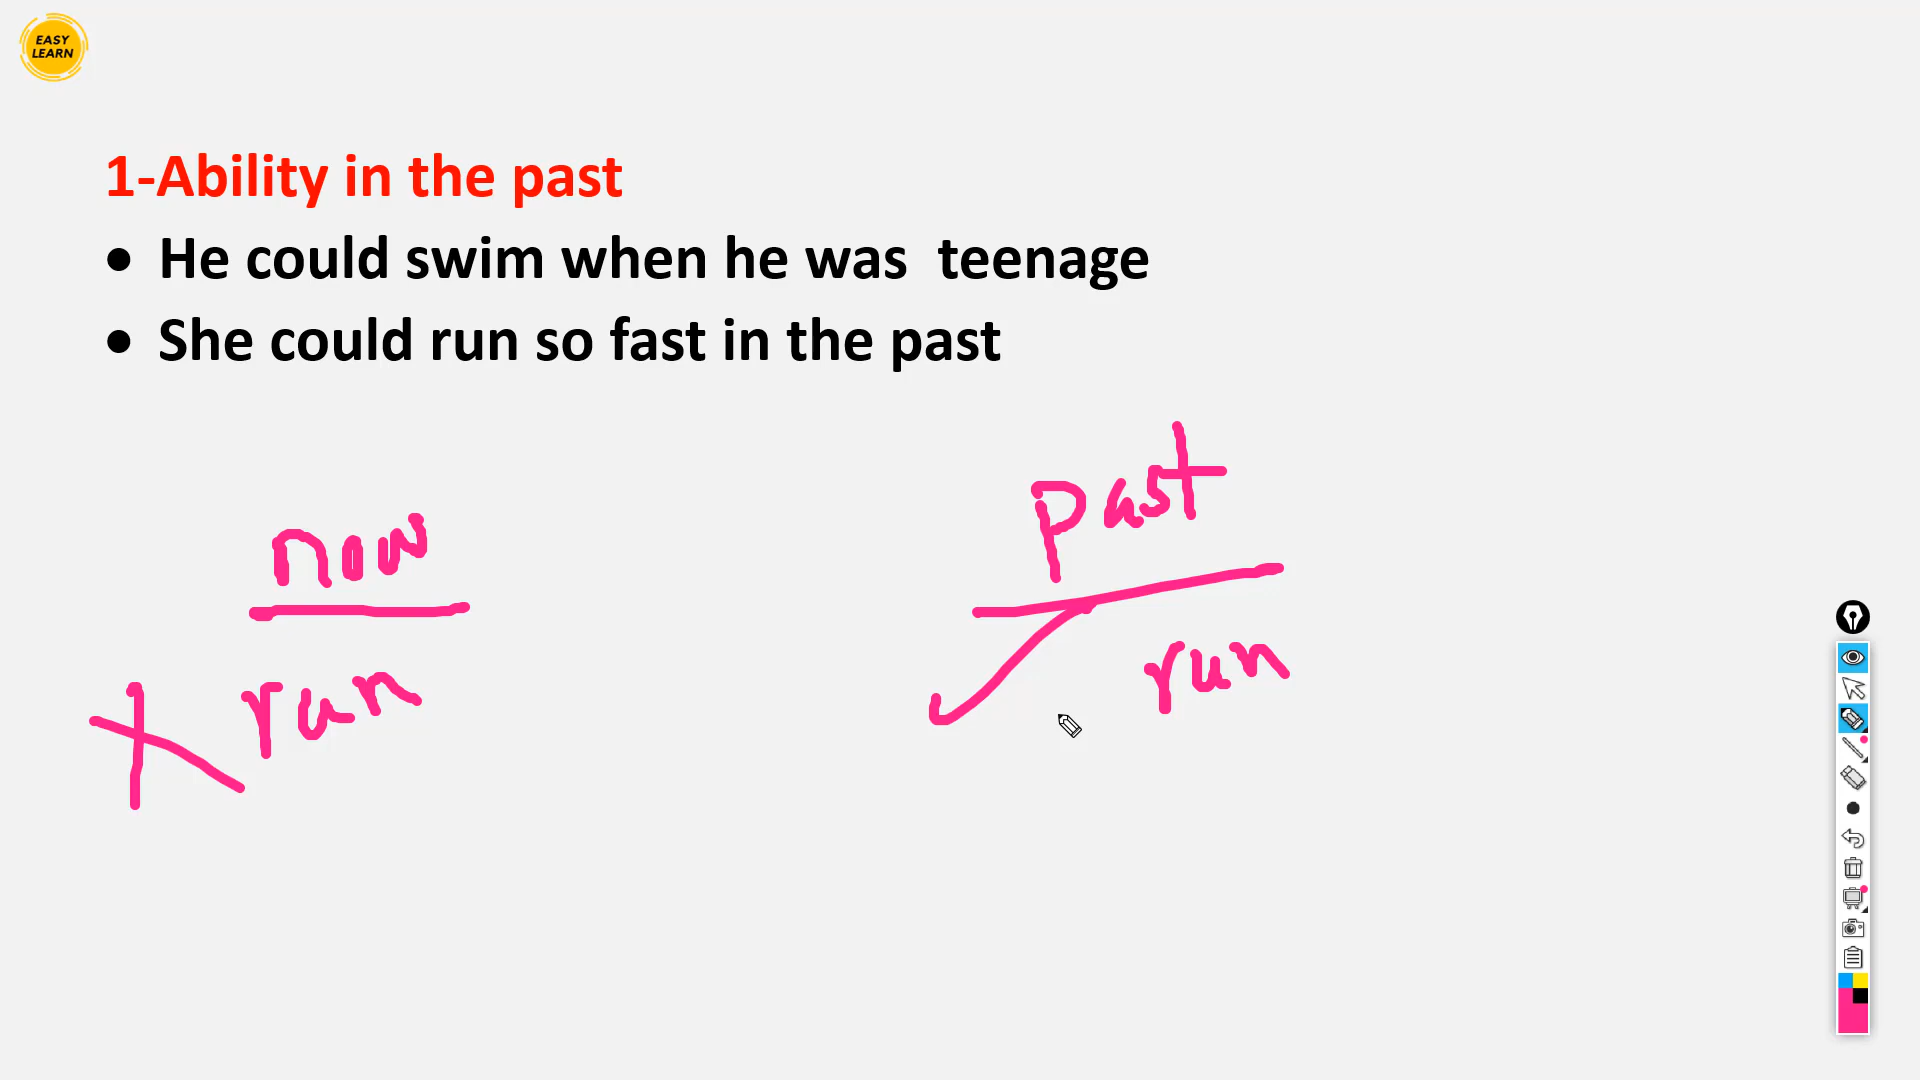 EASY
LEARN
1-Ability in the past
• He could swim when he was  teenage
• She could run so fast in the past
now
past
run
run